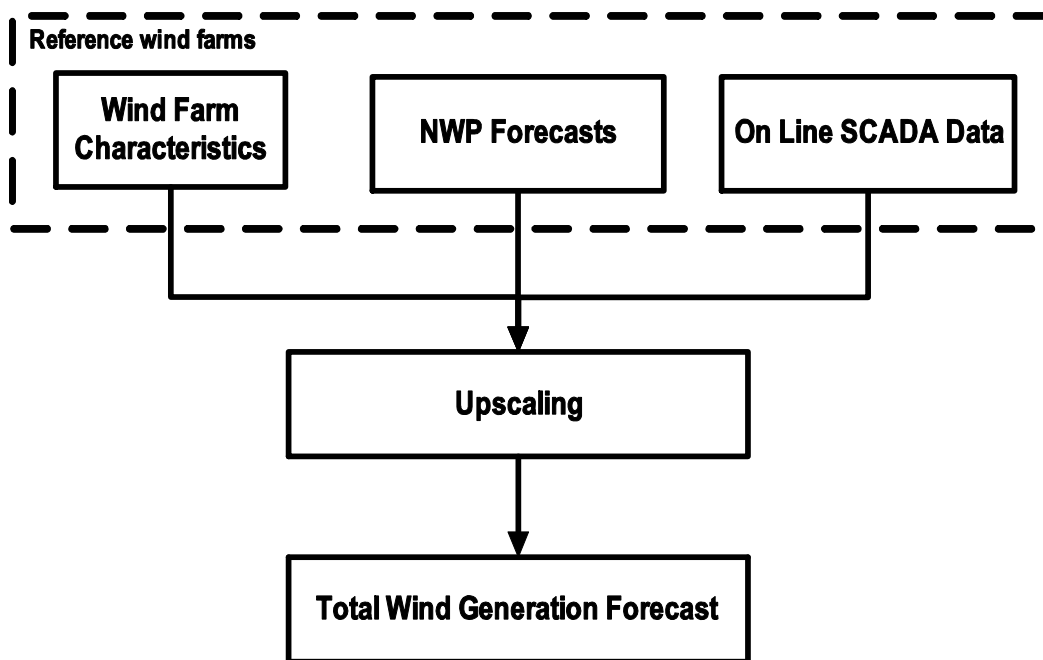 Reference wind farms
Wind Farm
Characteristics
NWP Forecasts
On Line SCADA Data
Upscaling
Total Wind Generation Forecast